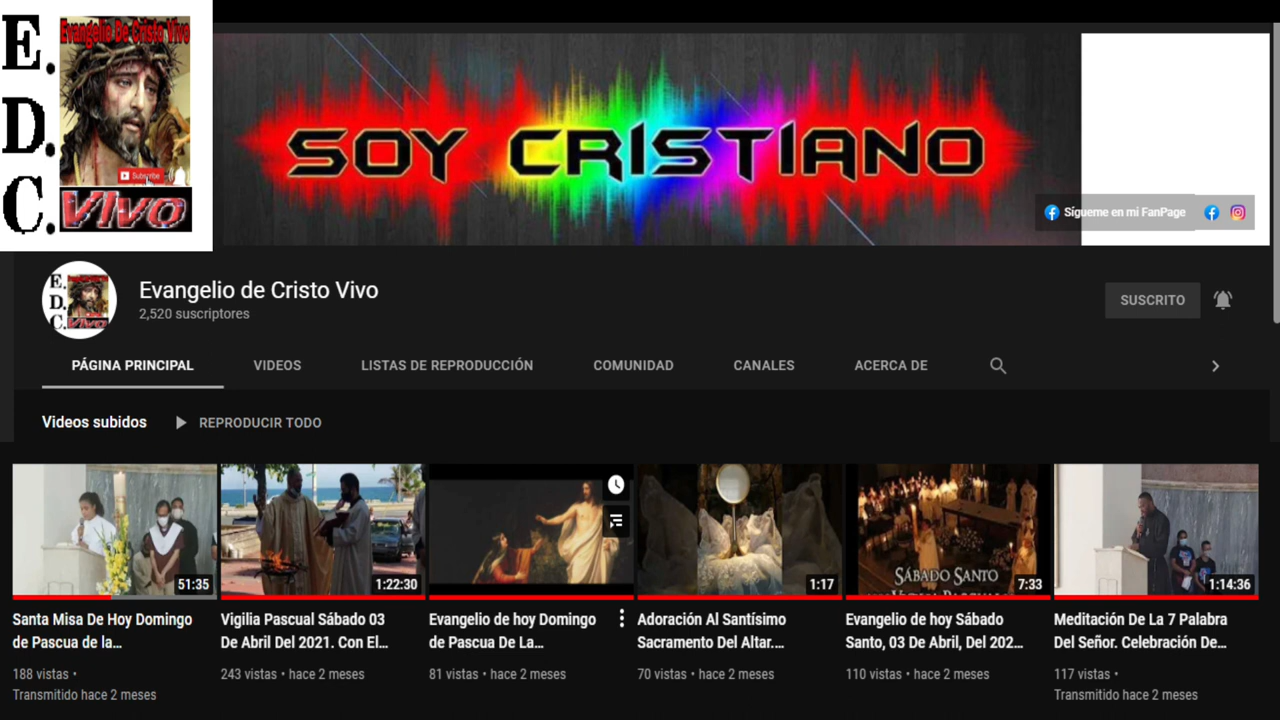 E.
D.
C.
Evangelio De Cristo Vivo
Subscribe
Vivo
SOY CRISTIANO
Sígueme en mi FanPage
E.
D.
C.
Vivo
Evangelio de Cristo Vivo
2,520 suscriptores
SUSCRITO
PÁGINA PRINCIPAL VIDEOS LISTAS DE REPRODUCCIÓN COMUNIDAD CANALES ACERCA DE
Videos subidos REPRODUCIR TODO
51:35
1:22:30
1:17
SÁBADO SANTO
7:33
1:14:36
Santa Misa De Hoy Domingo
de Pascua de la...
188 vistas •
Transmitido hace 2 meses
Vigilia Pascual Sábado 03
De Abril Del 2021. Con El...
243 vistas • hace 2 meses
Evangelio de hoy Domingo
de Pascua De La...
81 vistas • hace 2 meses
Adoración Al Santísimo
Sacramento Del Altar....
70 vistas • hace 2 meses
Evangelio de hoy Sábado
Santo, 03 De Abril, Del 202...
110 vistas • hace 2 meses
Meditación De La 7 Palabra
Del Señor. Celebración De...
117 vistas •
Transmitido hace 2 meses